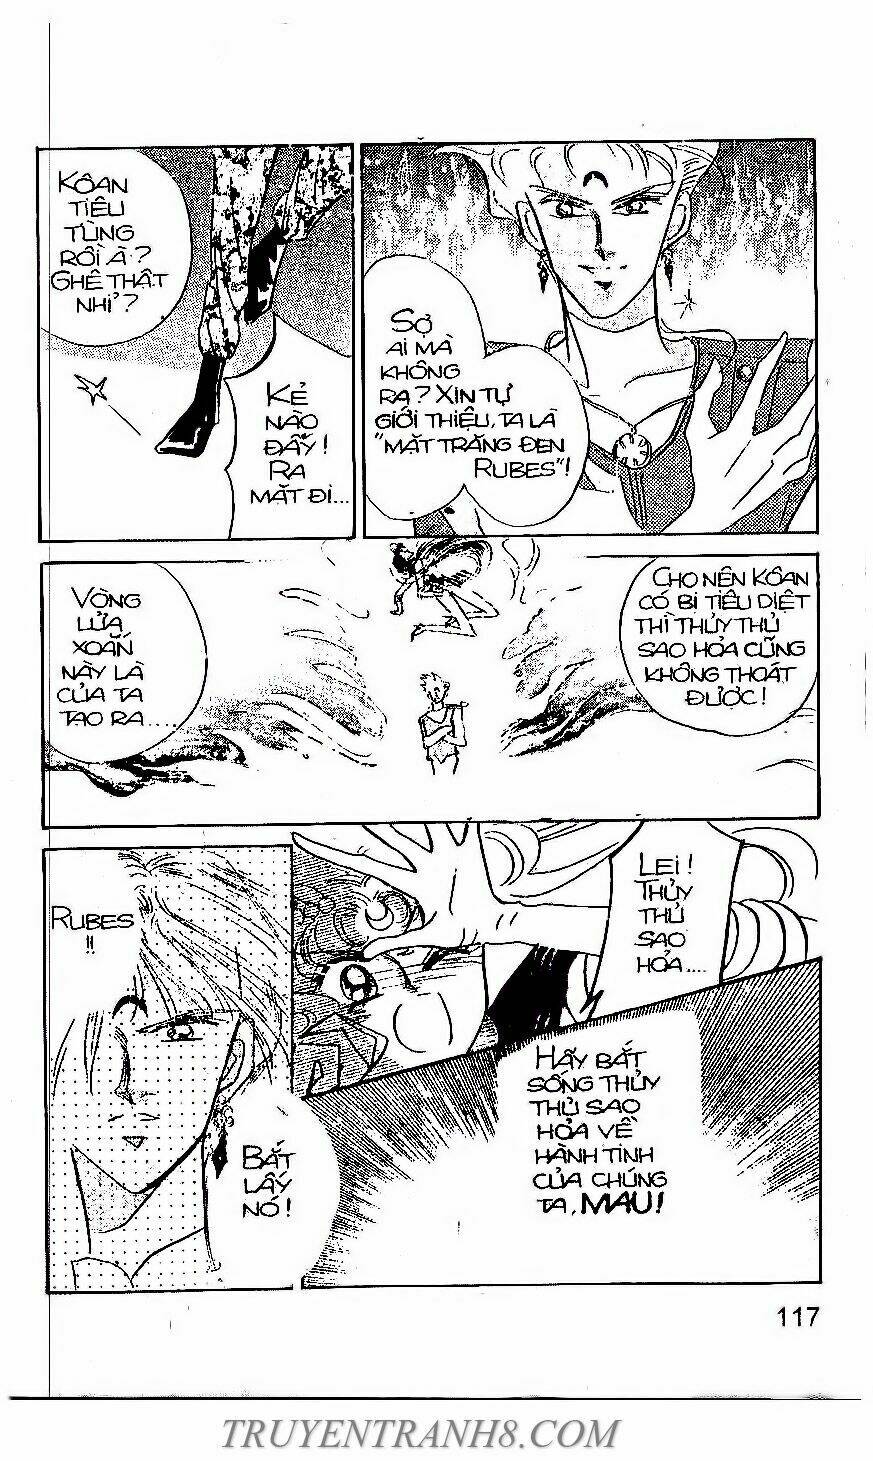 KÔAN
TIÊU
TÙNG
RỒI À?
GHÊ THẬT
NHỈ?
KẺ
NÀO
ĐẤY!
RA
MẶT ĐI...
SỢ
AI MÀ
KHÔNG
RA? XIN TỰ
GIỚI THIỆU, TA LÀ
"MẶT TRĂNG ĐEN
RUBES"!
VÒNG
LỬA
XOẮN
NÀY LÀ
CỦA TA
TẠO RA.....
CHO NÊN KÔAN
CÓ BỊ TIÊU DIỆT
THÌ THỦY THỦ
SAO HỎA CŨNG
KHÔNG THOÁT
ĐƯỢC!
RUBES
!!
BẮT
LẤY
NÓ!
LEI!
THỦY
THỦ
SAO
HỎA....
HÃY BẮT
SỐNG THỦY
THỦ SAO
HỎA VỀ
HÀNH TINH
CỦA CHÚNG
TA, MAU!
117
TRUYENTRANH8.COM